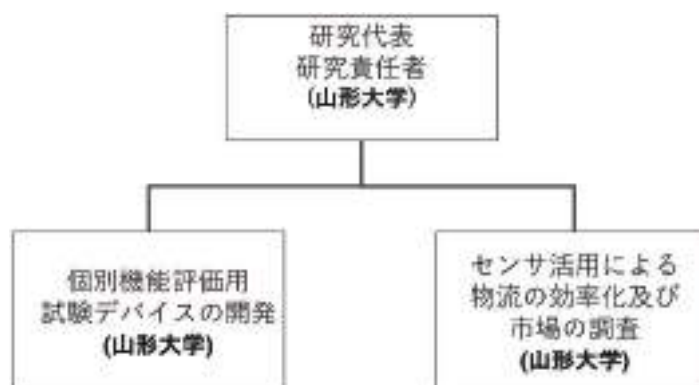 研究代表
研究責任者
(山形大学)
個別機能評価用
試験デバイスの開発
(山形大学)
センサ活用による
物流の効率化及び
市場の調査
(山形大学)